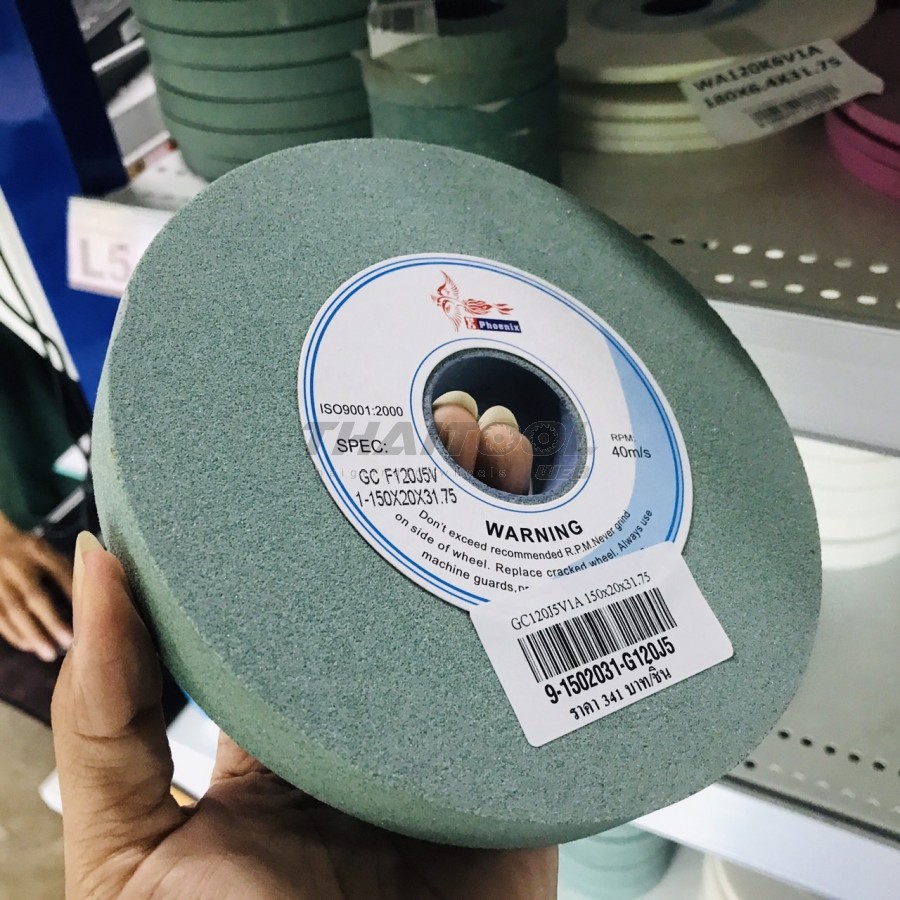 WA120K6V1A
180X6.4X31.75
L5
Phoenix
ISO9001:2000
SPEC:
GC F120J5V
1-150X20X31.75
RPM:
40m/s
THAITOOL
WARNING
Don't exceed recommended R.P.M.Never grind
on side of wheel. Replace cracked wheel. Always use
machine guards,
GC120J5V1A 150x20x31.75
9-1502031-G120J5
ราคา 341 บาท/ชิ้น